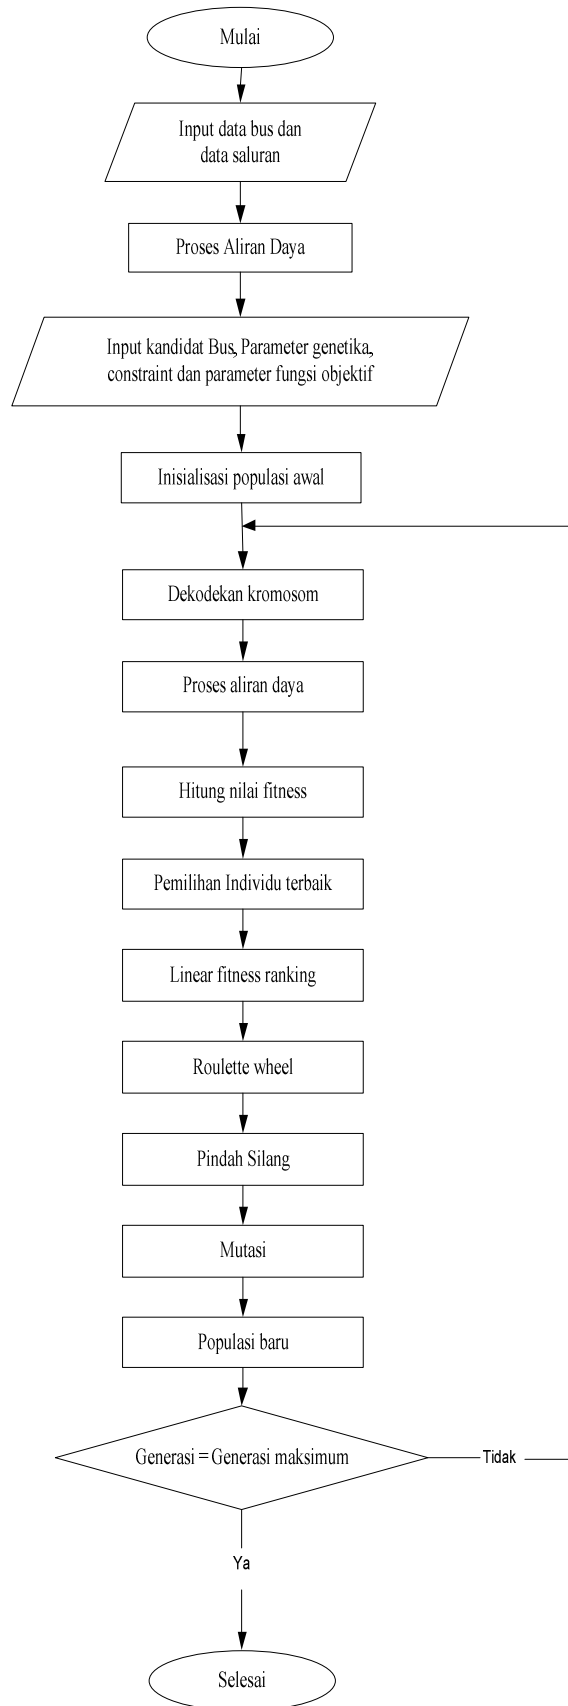 Mulai
Input data bus dan
data saluran
Proses Aliran Daya
Input kandidat Bus, Parameter genetika,
constraint dan parameter fungsi objektif
Inisialisasi populasi awal
Dekodekan kromosom
Proses aliran daya
Hitung nilai fitness
Pemilihan Individu terbaik
Linear fitness ranking
Roulette wheel
Pindah Silang
Mutasi
Populasi baru
Generasi = Generasi maksimum
Tidak
Ya
Selesai